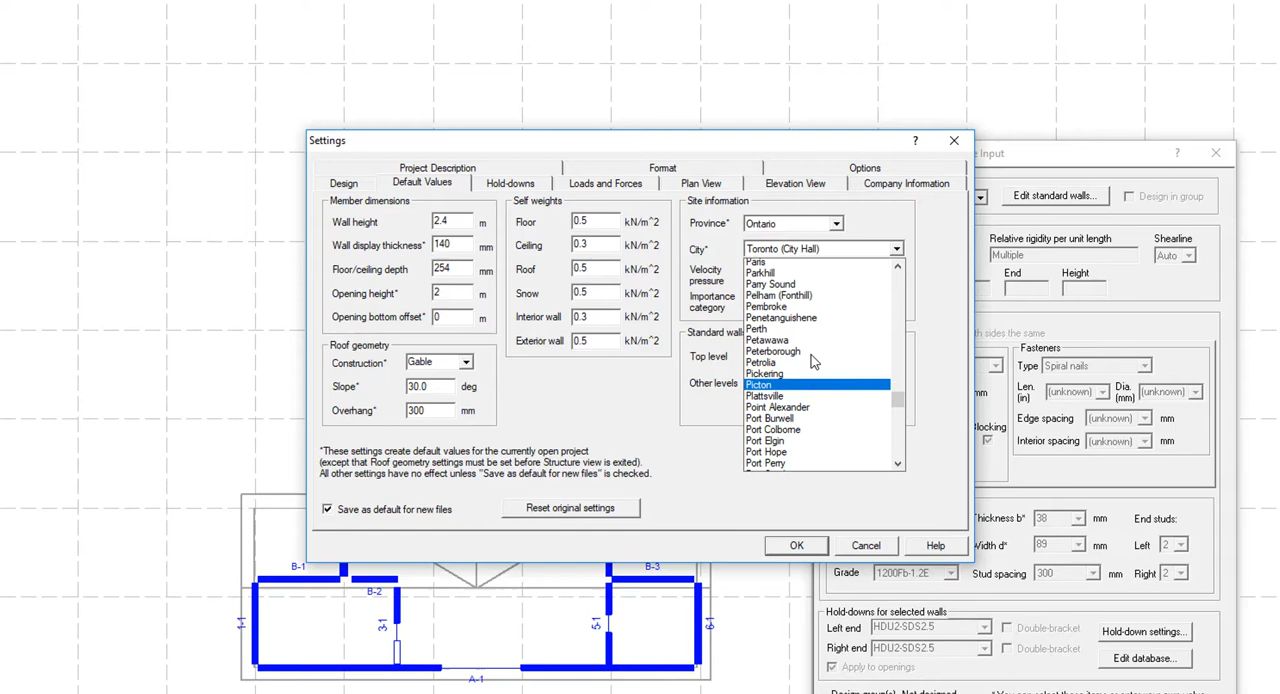 Settings
?
Input
?
Project Description
Format
Options
Design
Default Values
Hold-downs
Loads and Forces
Plan View
Elevation View
Company Information
Member dimensions
Wall height
2.4
m
Wall display thickness*
140
mm
Floor/ceiling depth
254
mm
Opening height*
2
m
Opening bottom offset*
0
m
Roof geometry
Construction*
Gable
Slope*
30.0
deg
Overhang*
300
mm
Self weights
Floor
0.5
kN/m^2
Ceiling
0.3
kN/m^2
Roof
0.5
kN/m^2
Snow
0.5
kN/m^2
Interior wall
0.3
kN/m^2
Exterior wall
0.5
kN/m^2
Site information
Province*
Ontario
City*
Toronto (City Hall)
Velocity
pressure
Importance
category
Standard walls
Top level
Other levels
Paris
Parkhill
Parry Sound
Pelham (Fonthill)
Pembroke
Penetanguishene
Perth
Petawawa
Peterborough
Petrolia
Pickering
Picton
Plattsville
Point Alexander
Port Burwell
Port Colborne
Port Elgin
Port Hope
Port Perry
*These settings create default values for the currently open project
(except that Roof geometry settings must be set before Structure view is exited).
All other settings have no effect unless "Save as default for new files" is checked.
Save as default for new files
Reset original settings
OK
Cancel
Help
Edit standard walls...
Design in group
Relative rigidity per unit length
Shearline
Multiple
Auto
End
Height
sides the same
Fasteners
Type
Spiral nails
Len.
(in)
(unknown)
Dia.
(mm)
(unknown)
Edge spacing
(unknown)
mm
Interior spacing
(unknown)
mm
mm
locking
Thickness b*
38
mm
End studs:
Width d*
89
mm
Left
2
Grade
1200Fb-1.2E
Stud spacing
300
mm
Right
2
Hold-downs for selected walls
Left end
HDU2-SDS2.5
Double-bracket
Hold-down settings...
Right end
HDU2-SDS2.5
Double-bracket
Edit database...
Apply to openings
B-1
B-2
B-3
1-1
3-1
5-1
6-1
A-1